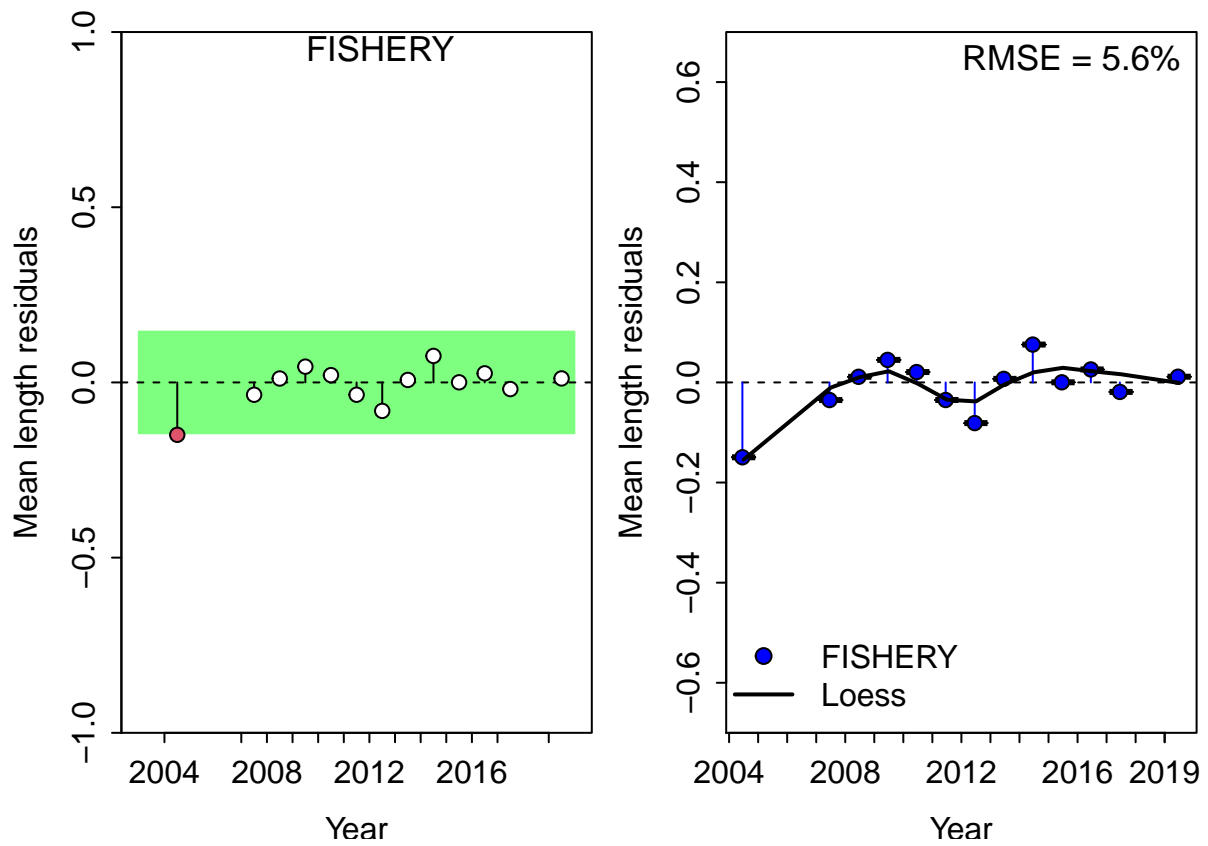 FISHERY
Mean length residuals
1.0
0.5
0.0
−0.5
−1.0
2004 2008 2012 2016
Year
RMSE = 5.6%
Mean length residuals
0.6
0.4
0.2
0.0
−0.2
−0.4
−0.6
FISHERY
Loess
2004 2008 2012 2016 2019
Year